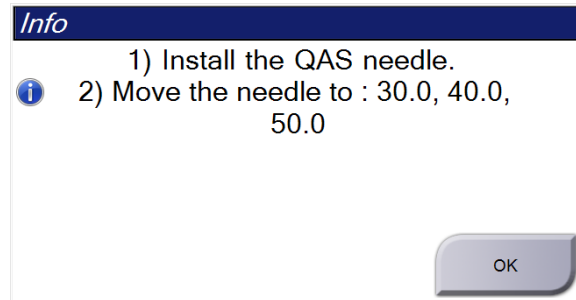 Info
1) Install the QAS needle.
2) Move the needle to : 30.0, 40.0,
50.0
OK